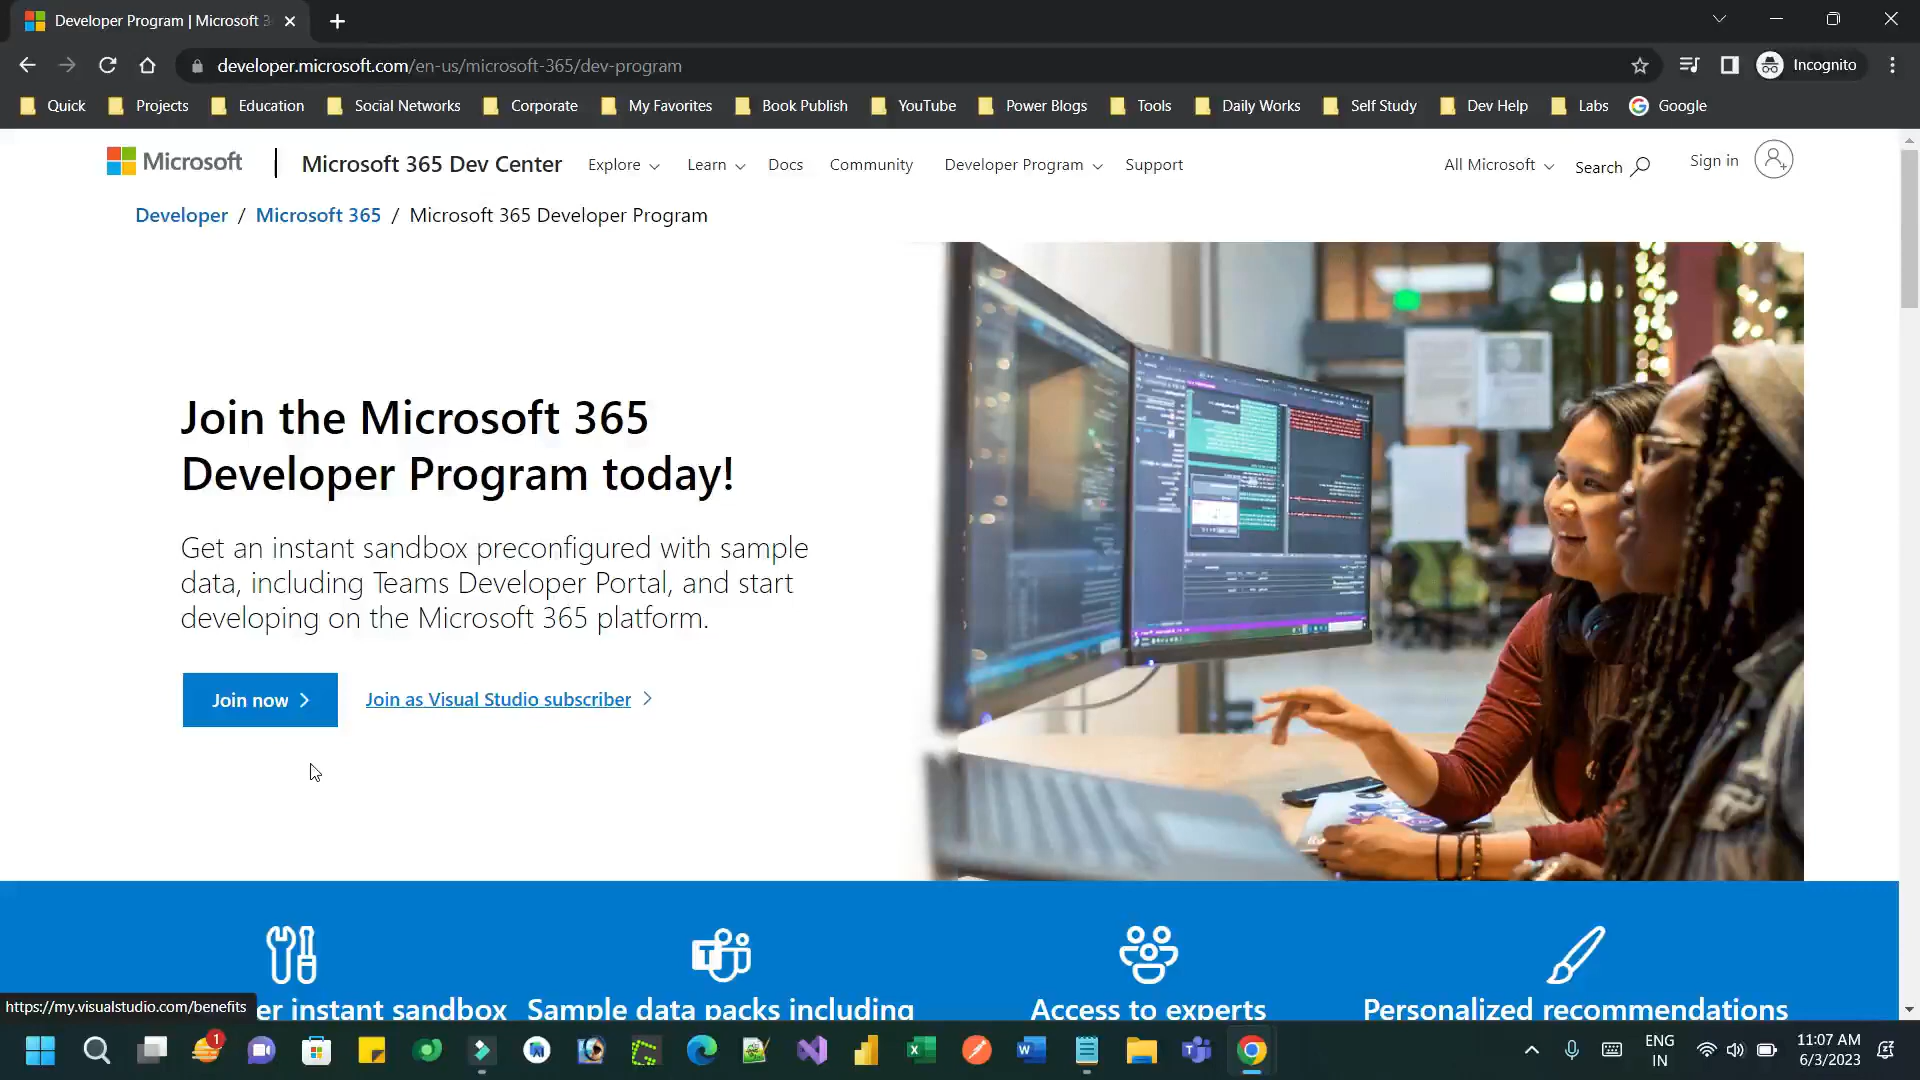 Developer Program | Microsoft 3
developer.microsoft.com/en-us/microsoft-365/dev-program
Incognito
Quick Projects Education Social Networks Corporate My Favorites Book Publish YouTube Power Blogs Tools Daily Works Self Study Dev Help Labs Google
Microsoft | Microsoft 365 Dev Center Explore Learn Docs Community Developer Program Support All Microsoft Search Sign in
Developer / Microsoft 365 / Microsoft 365 Developer Program
Join the Microsoft 365
Developer Program today!
Get an instant sandbox preconfigured with sample
data, including Teams Developer Portal, and start
developing on the Microsoft 365 platform.
Join now Join as Visual Studio subscriber
https://my.visualstudio.com/benefits
er instant sandbox Sample data packs including Access to experts Personalized recommendations
1
ENG
IN
11:07 AM
6/3/2023